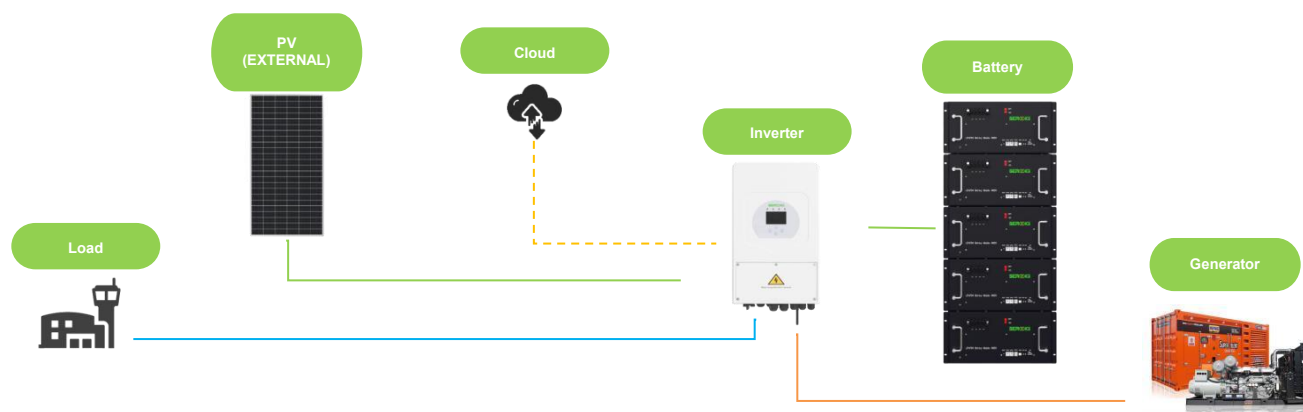 PV
(EXTERNAL)
Cloud
Battery
Inverter
Load
Generator